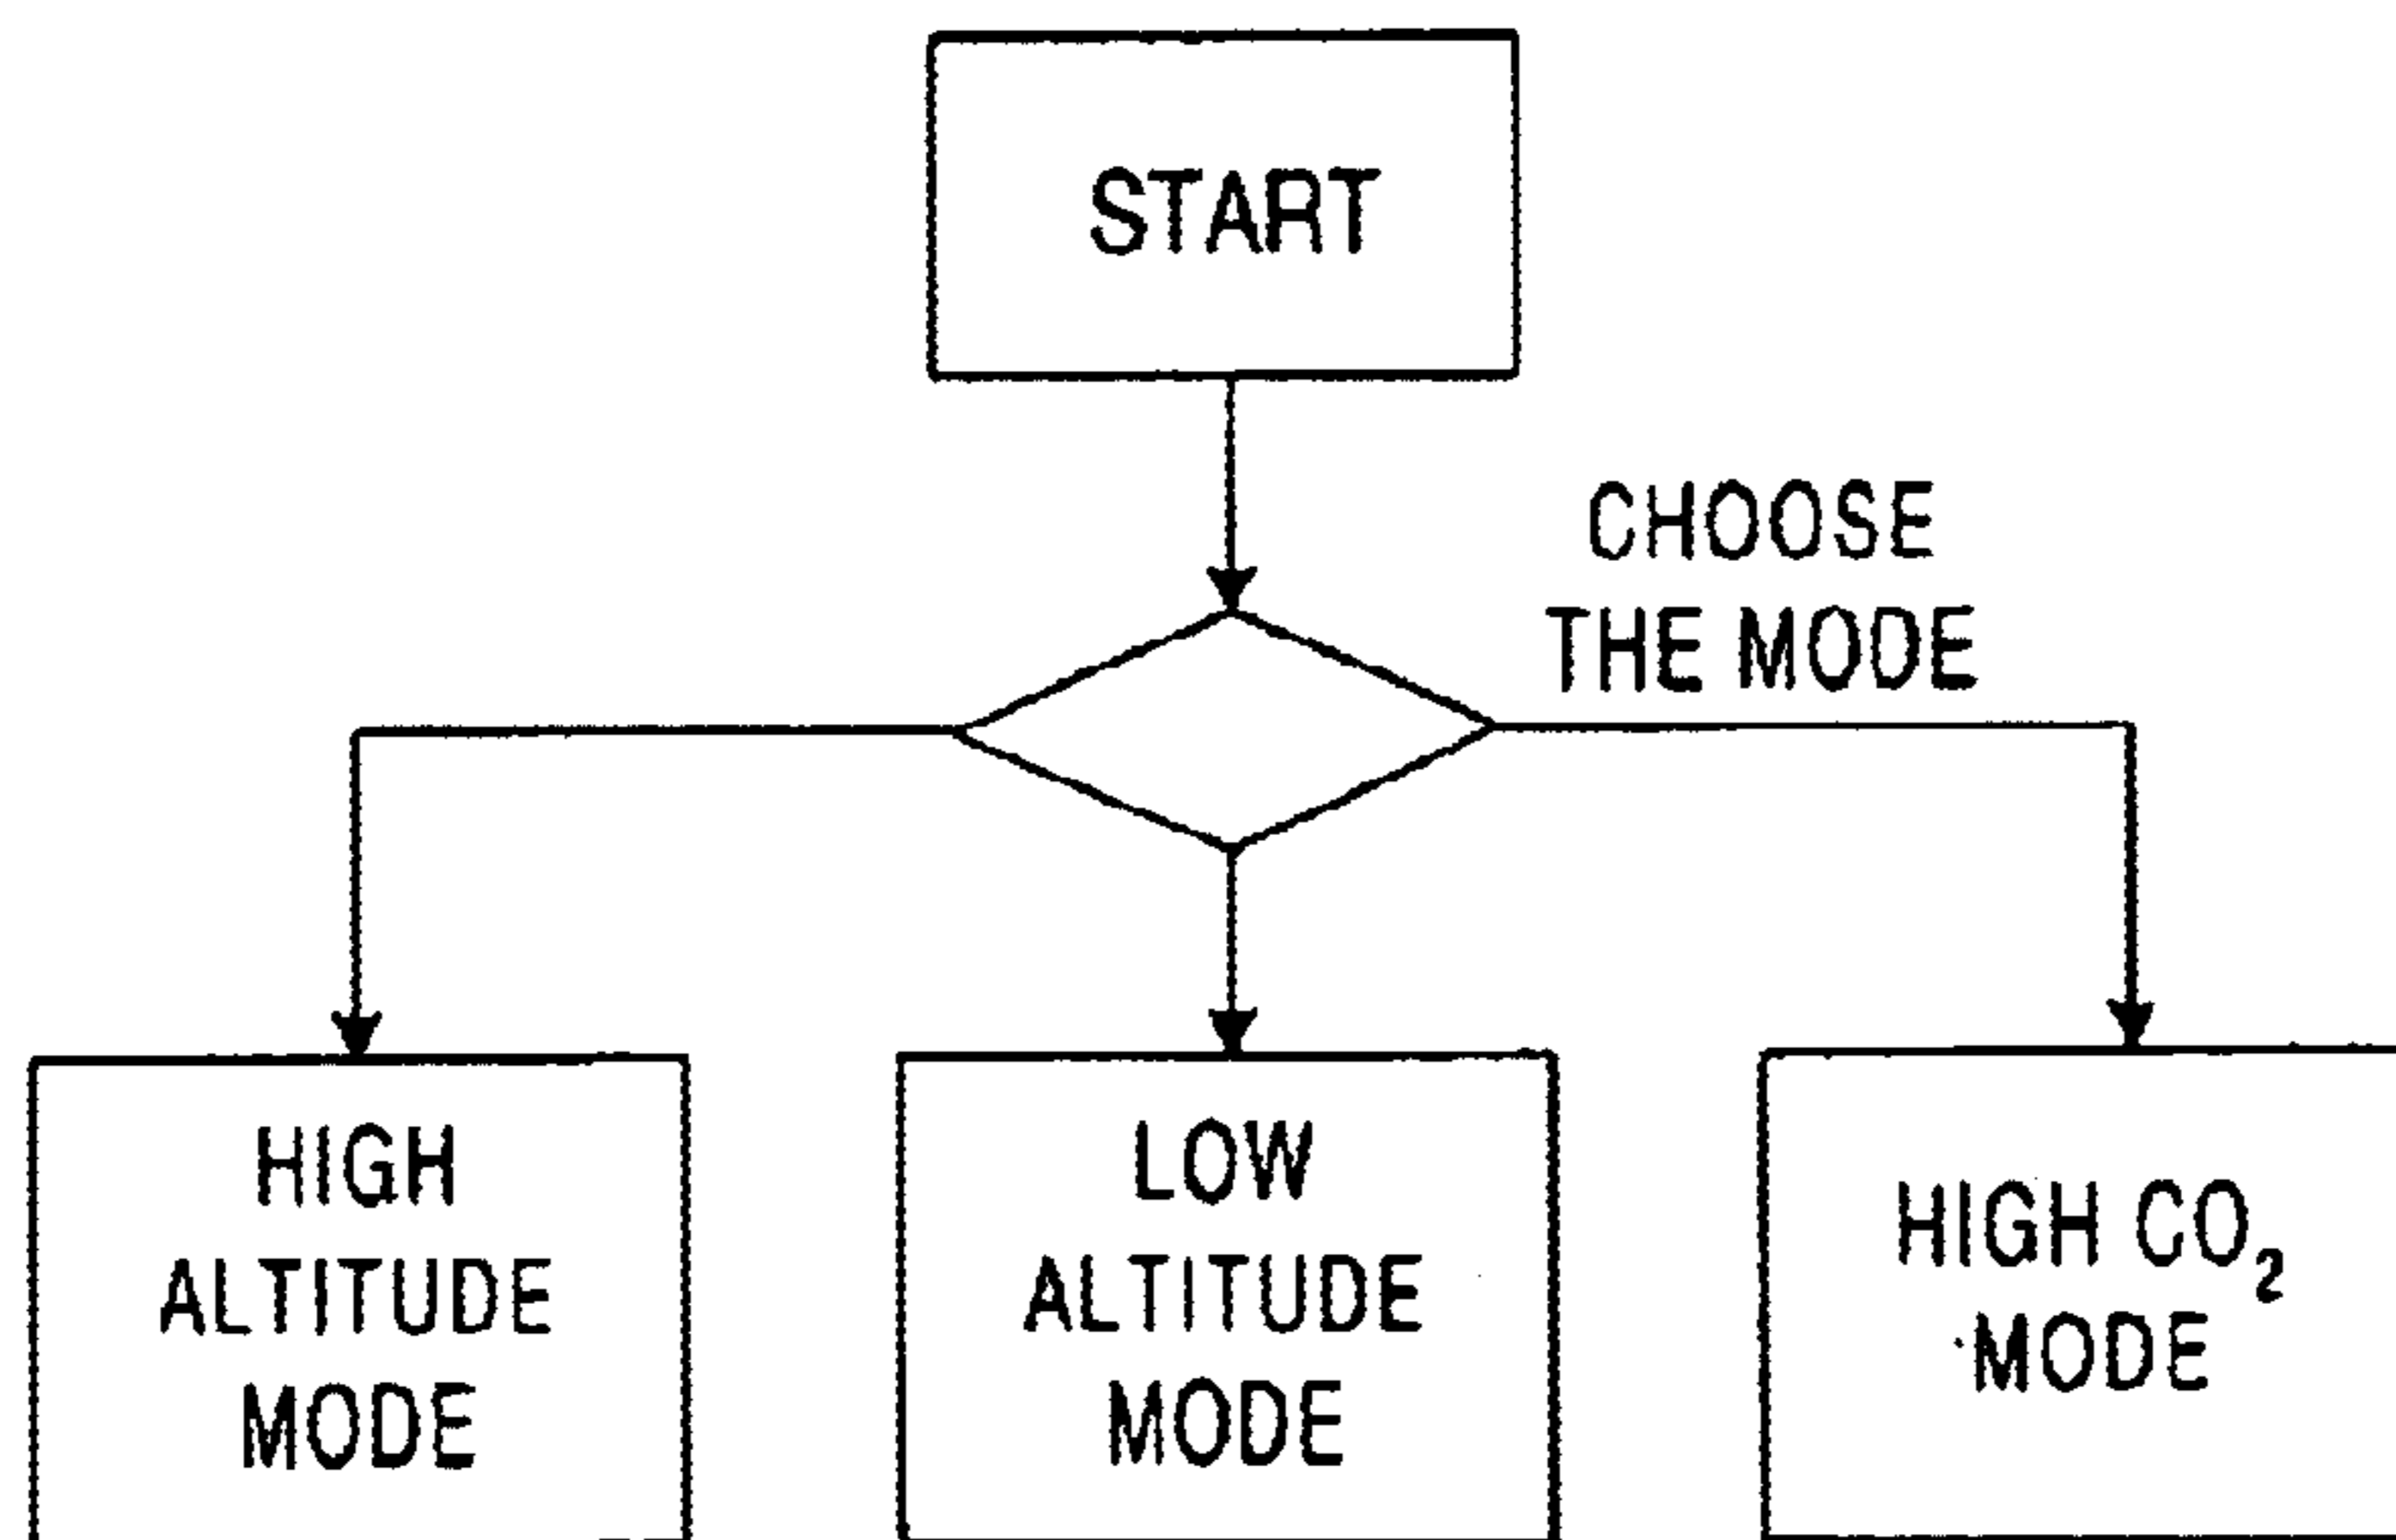 START
CHOOSE
THE MODE
HIGH
ALTITUDE
MODE
LOW
ALTITUDE
MODE
HIGH CO₂
MODE